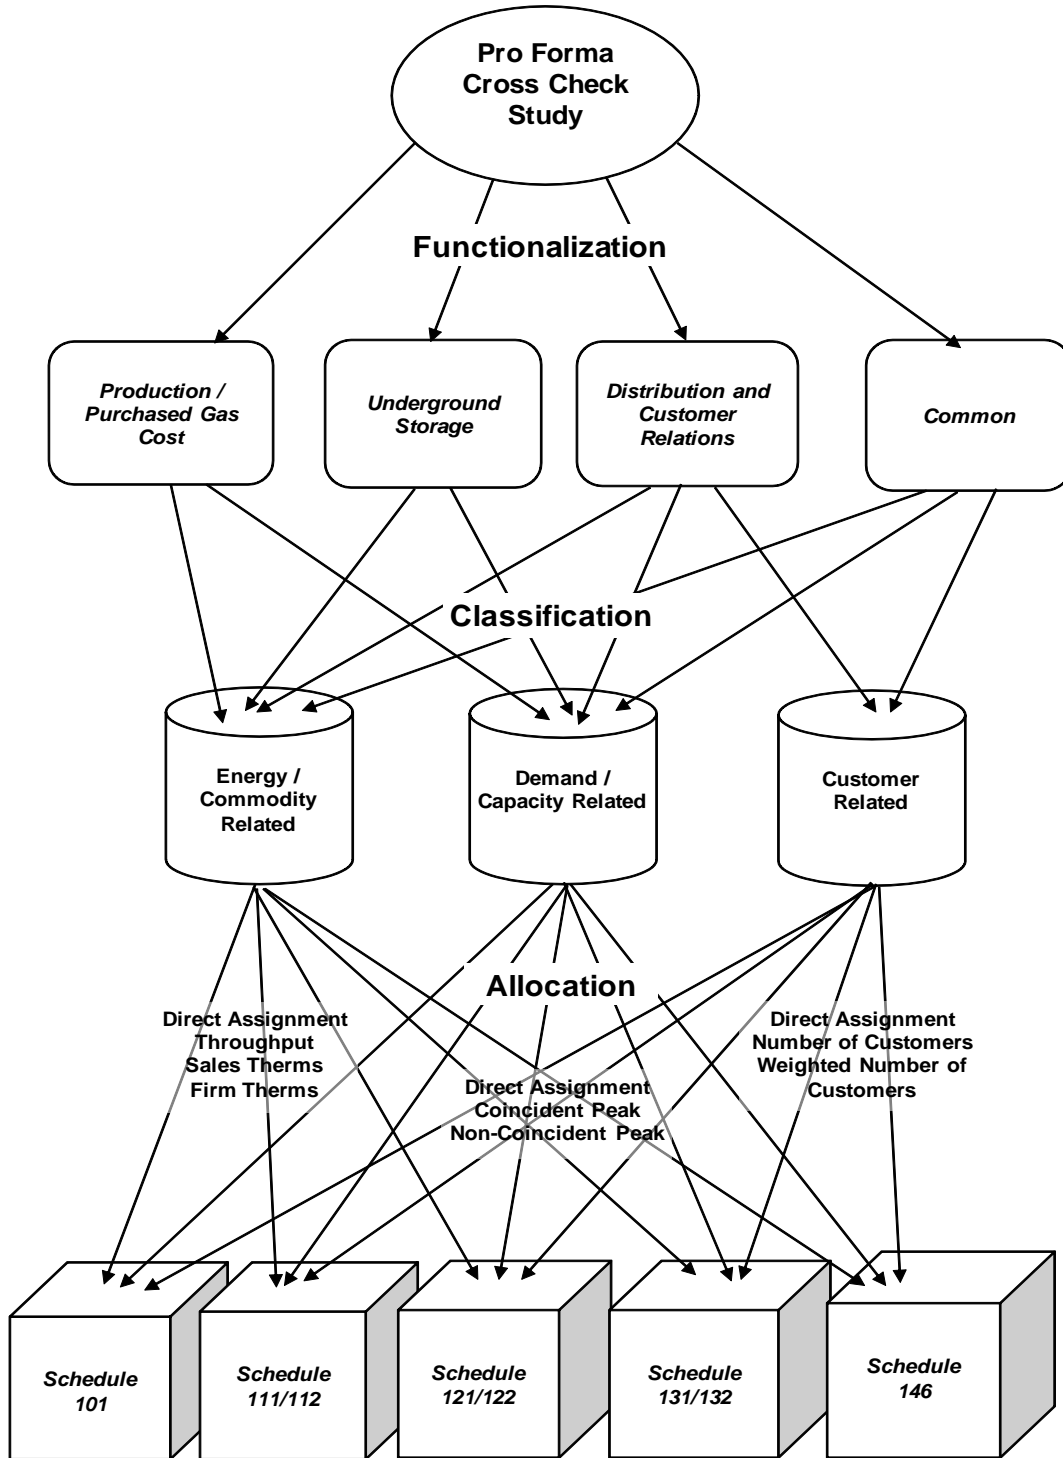 Pro Forma
Cross Check
Study
Functionalization
Production /
Purchased Gas
Cost
Underground
Storage
Distribution and
Customer
Relations
Common
Classification
Energy /
Commodity
Related
Demand /
Capacity Related
Customer
Related
Allocation
Direct Assignment
Throughput
Sales Therms
Firm Therms
Direct Assignment
Coincident Peak
Non-Coincident Peak
Direct Assignment
Number of Customers
Weighted Number of
Customers
Schedule
101
Schedule
111/112
Schedule
121/122
Schedule
131/132
Schedule
146